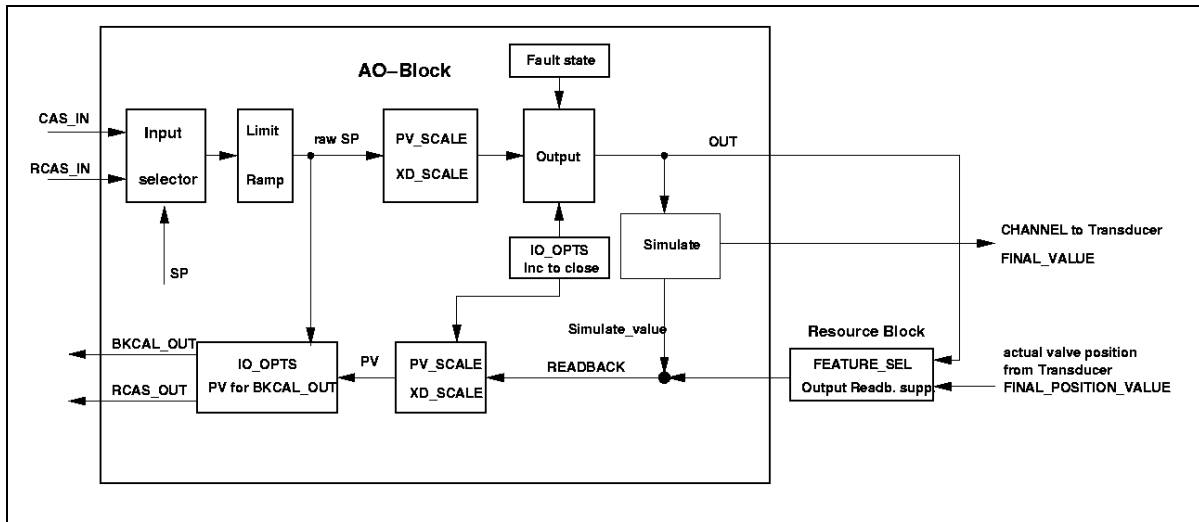 AO–Block
Fault state
CAS_IN
RCAS_IN
Input
selector
Limit
Ramp
raw SP
PV_SCALE
XD_SCALE
Output
OUT
SP
IO_OPTS
Inc to close
Simulate
CHANNEL to Transducer
FINAL_VALUE
Simulate_value
Resource Block
BKCAL_OUT
RCAS_OUT
IO_OPTS
PV for BKCAL_OUT
PV
PV_SCALE
XD_SCALE
READBACK
FEATURE_SEL
Output Readb. supp.
actual valve position
from Transducer
FINAL_POSITION_VALUE